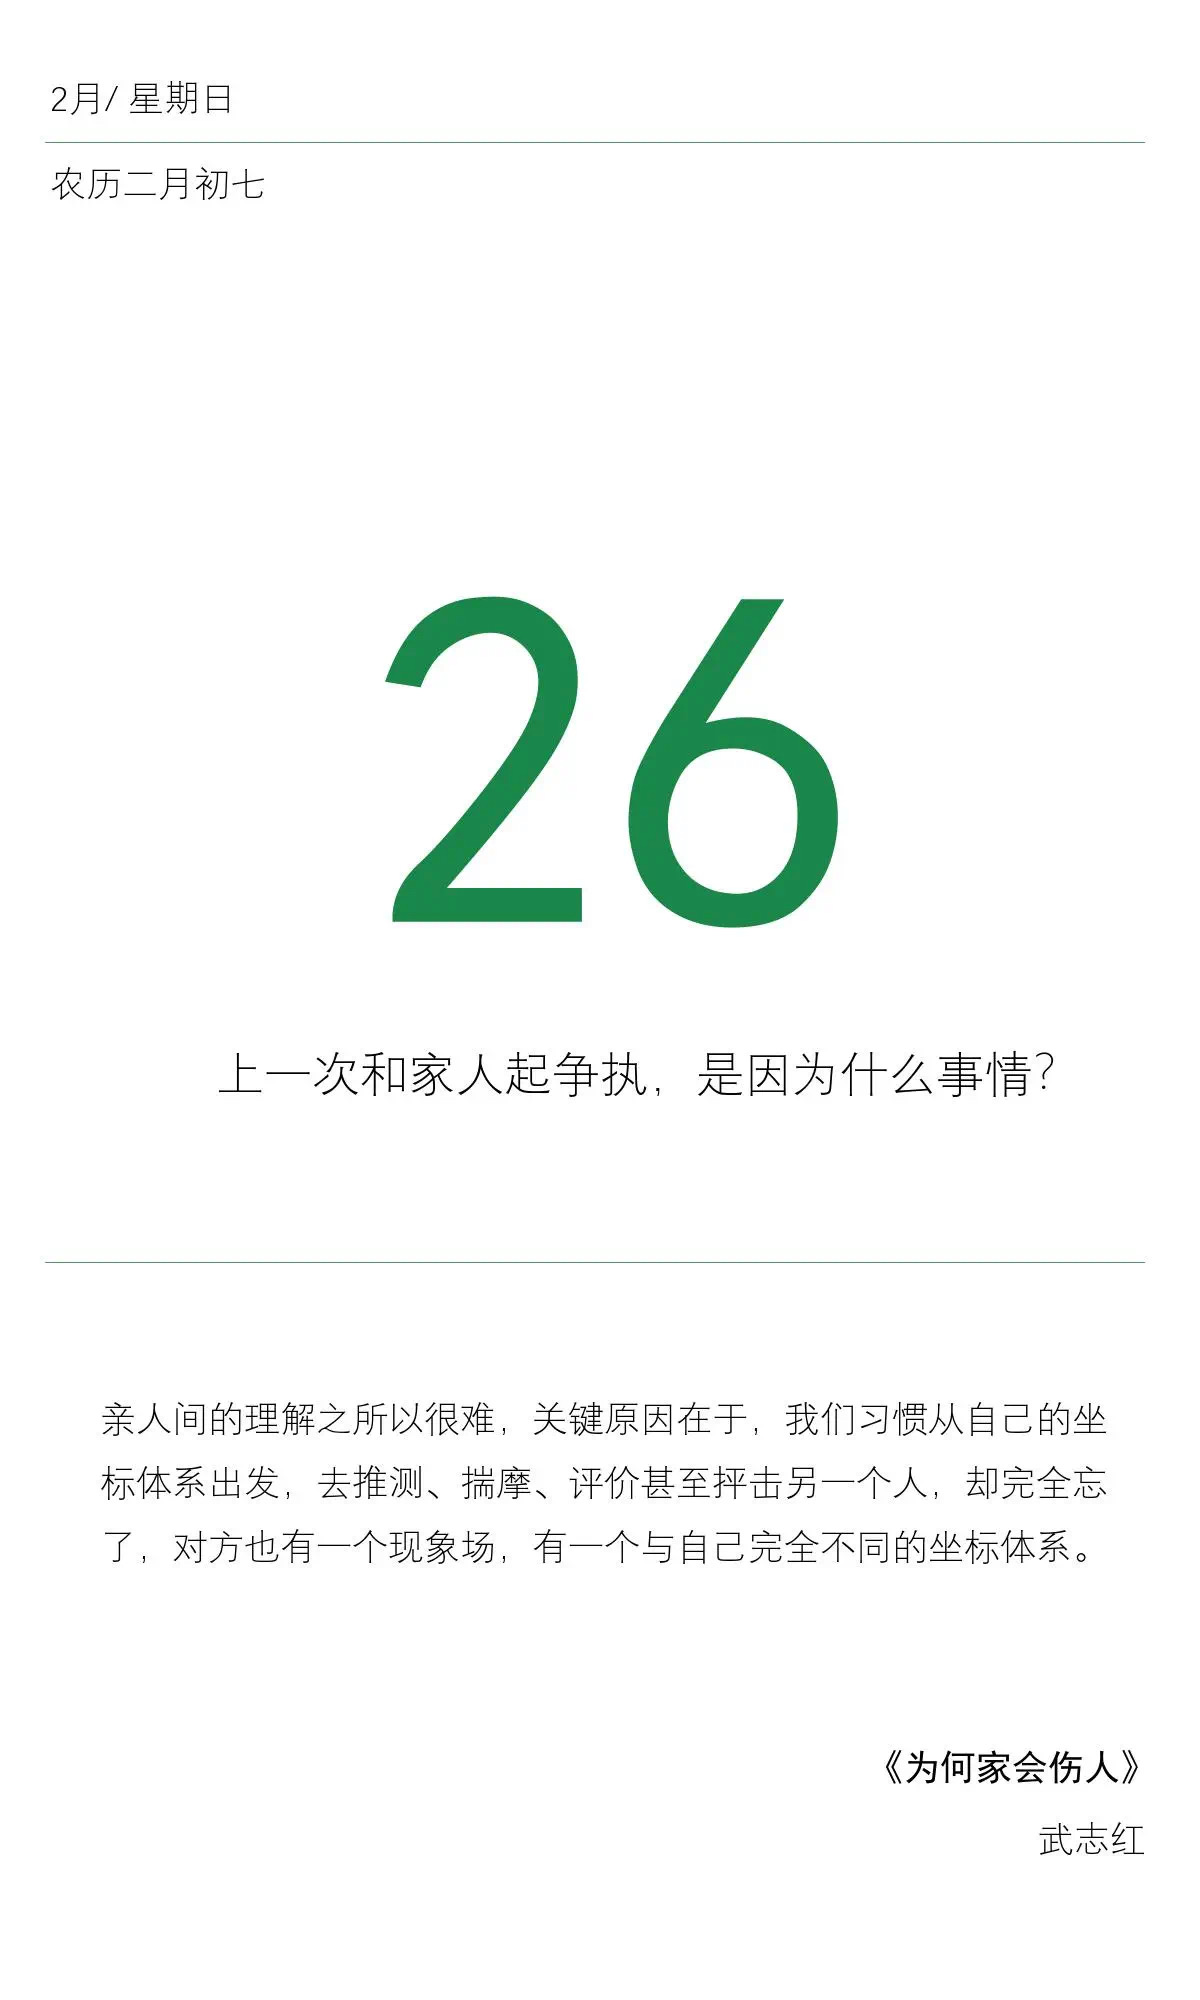 2月/ 星期日
农历二月初七
26
上一次和家人起争执，是因为什么事情？
亲人间的理解之所以很难，关键原因在于，我们习惯从自己的坐
标体系出发，去推测、揣摩、评价甚至抨击另一个人，却完全忘
了，对方也有一个现象场，有一个与自己完全不同的坐标体系。
《为何家会伤人》
武志红